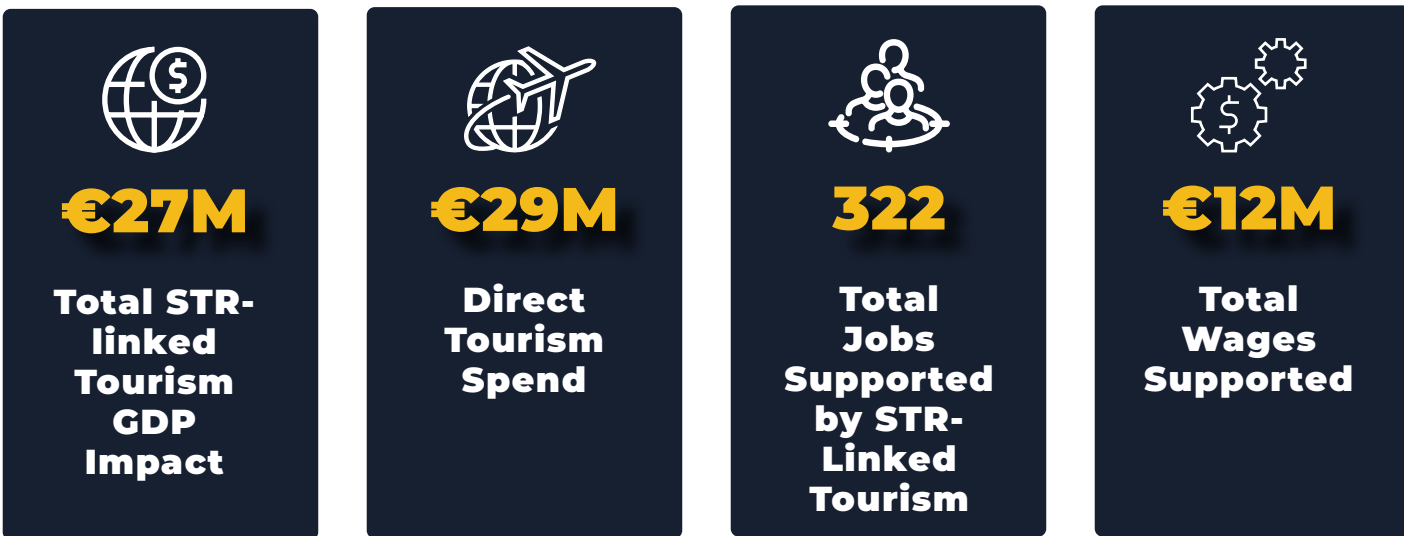 €27M
Total STR-
linked
Tourism
GDP
Impact
€29M
Direct
Tourism
Spend
322
Total
Jobs
Supported
by STR-
Linked
Tourism
€12M
Total
Wages
Supported